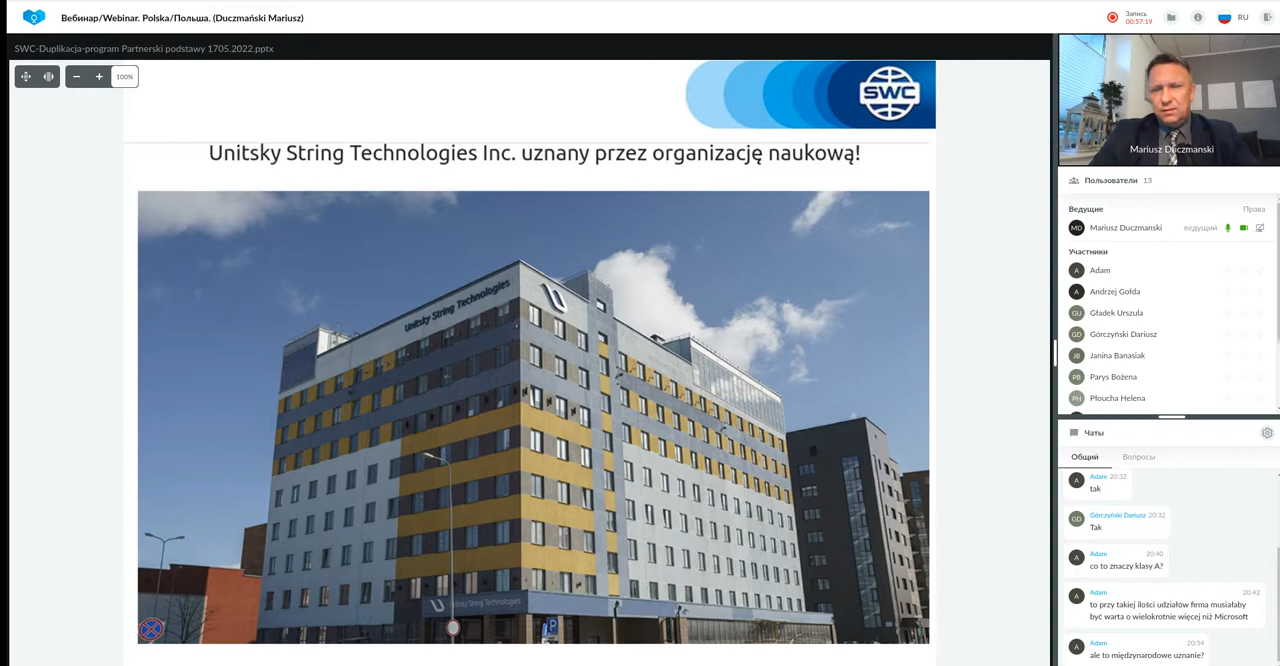 Вебинар/Webinar. Polska/Польша. (Duczmański Mariusz)
Запись
00:57:19
RU
SWC-Duplikacja-program Partnerski podstawy 1705.2022.pptx
100%
SWC
Unitsky String Technologies Inc. uznany przez organizację naukową!
Unitsky String Technologies
Unitsky String Technologies
P
Mariusz Duczmanski
Пользователи 13
Ведущие Права
MD Mariusz Duczmanski ведущий
Участники
A Adam
A Andrzej Gołda
GU Gładek Urszula
GD Górczyński Dariusz
JB Janina Banasiak
PB Parys Bożena
PH Płoucha Helena
Чаты
Общий Вопросы
A Adam 20:32
tak
GD Górczyński Dariusz 20:32
Tak
A Adam 20:40
co to znaczy klasy A?
A Adam 20:42
to przy takiej ilości udziałów firma musiałaby
być warta o wielokrotnie więcej niż Microsoft
A Adam 20:54
ale to międzynarodowe uznanie?